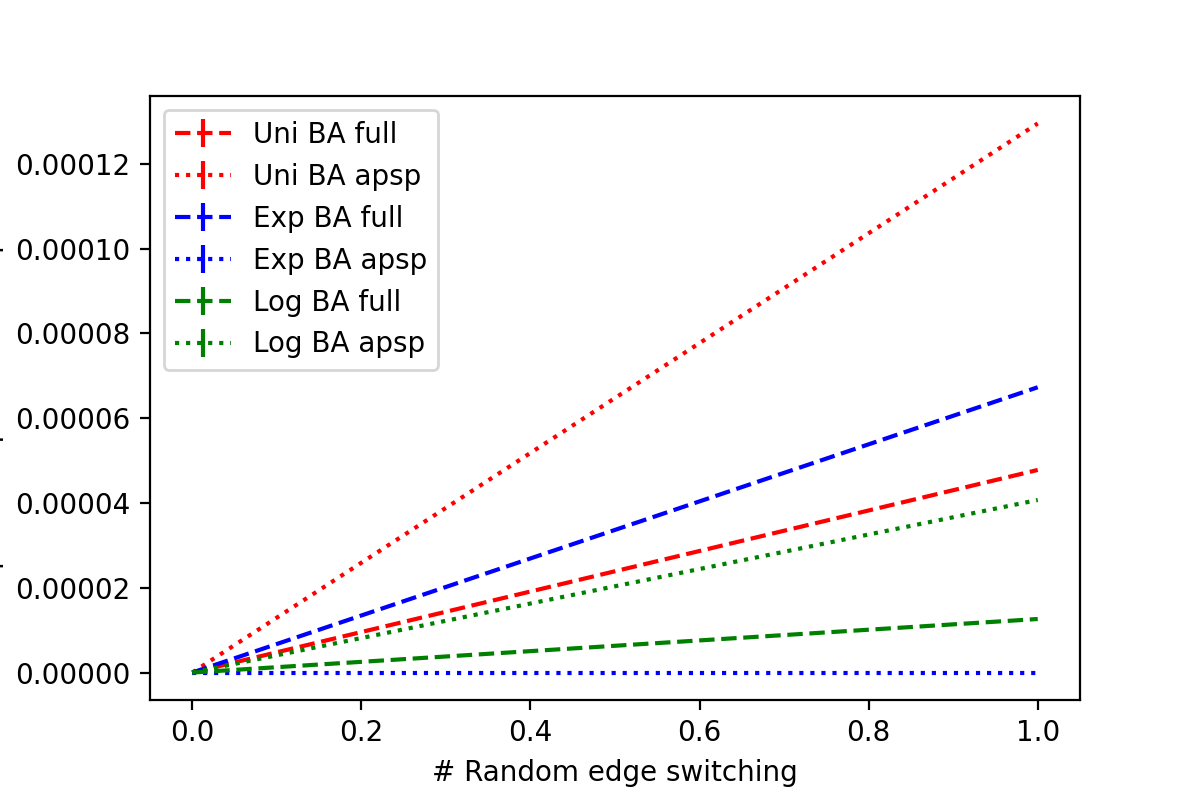 Uni BA full
Uni BA apsp
Exp BA full
Exp BA apsp
Log BA full
Log BA apsp
0.00012
0.00010
0.00008
0.00006
0.00004
0.00002
0.00000
0.0 0.2 0.4 0.6 0.8 1.0
# Random edge switching